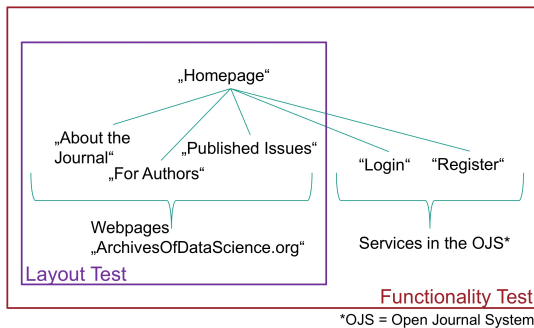 „Homepage“
„About the
Journal“
„For Authors“
„Published Issues“
“Login“
“Register“
Webpages
„ArchivesOfDataScience.org“
Services in the OJS*
Layout Test
Functionality Test
*OJS = Open Journal System